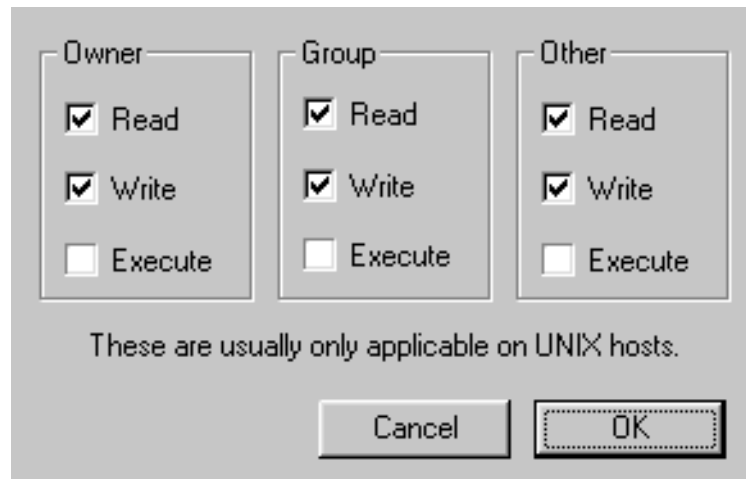 Owner Group Other
Read Read Read
Write Write Write
Execute Execute Execute
These are usually only applicable on UNIX hosts.
Cancel OK